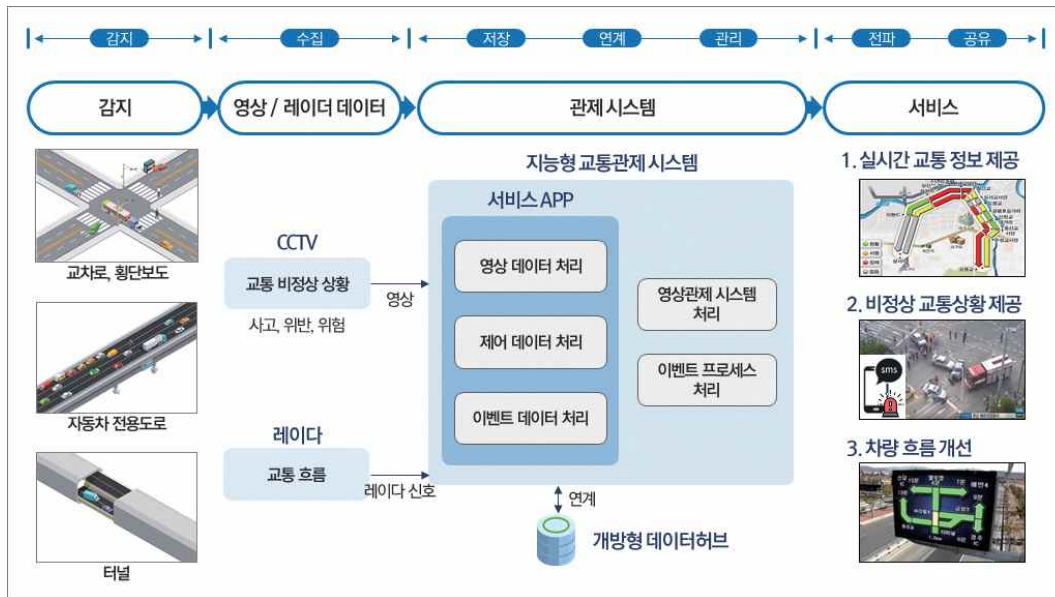 감지
수집
저장
연계
관리
전파
공유
감지
영상 / 레이더 데이터
관제 시스템
서비스
교차로, 횡단보도
자동차 전용도로
터널
CCTV
교통 비정상 상황
사고, 위반, 위험
영상
레이다
교통 흐름
레이다 신호
지능형 교통관제 시스템
서비스 APP
영상 데이터 처리
제어 데이터 처리
이벤트 데이터 처리
영상관제 시스템
처리
이벤트 프로세스
처리
연계
개방형 데이터허브
1. 실시간 교통 정보 제공
2. 비정상 교통상황 제공
sms
3. 차량 흐름 개선